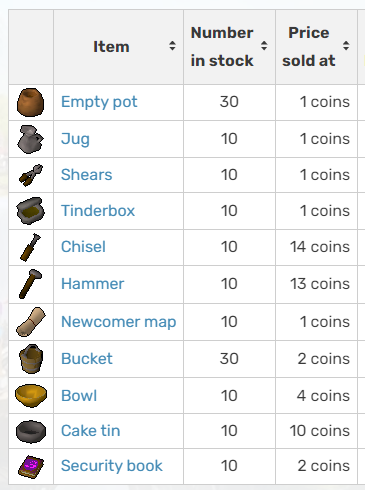 Item Number in stock Price sold at
Empty pot 30 1 coins
Jug 10 1 coins
Shears 10 1 coins
Tinderbox 10 1 coins
Chisel 10 14 coins
Hammer 10 13 coins
Newcomer map 10 1 coins
Bucket 30 2 coins
Bowl 10 4 coins
Cake tin 10 10 coins
Security book 10 2 coins